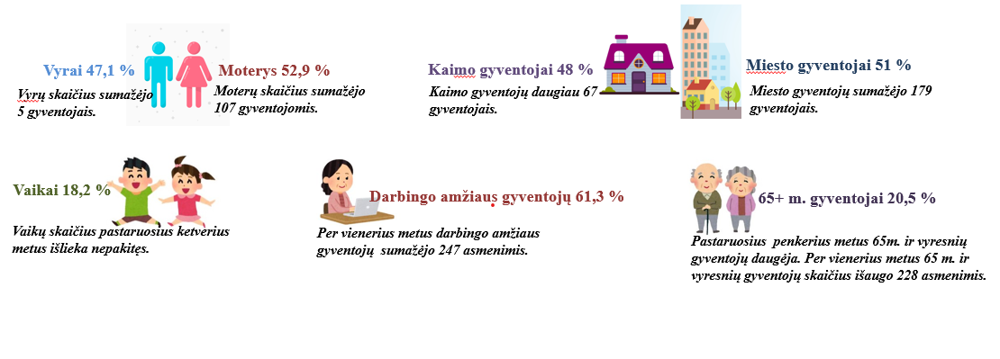 Vyrai 47,1 %
Vyrų skaičius sumažėjo
5 gyventojais.
Moterys 52,9 %
Moterų skaičius sumažėjo
107 gyventojomis.
Kaimo gyventojai 48 %
Kaimo gyventojų daugiau 67
gyventojais.
Miesto gyventojai 51 %
Miesto gyventojų sumažėjo 179
gyventojais.
Vaikai 18,2 %
Vaikų skaičius pastaruosius ketverius
metus išlieka nepakitęs.
Darbingo amžiaus gyventojų 61,3 %
Per vienerius metus darbingo amžiaus
gyventojų sumažėjo 247 asmenimis.
65+ m. gyventojai 20,5 %
Pastaruosius penkerius metus 65m. ir vyresnių
gyventojų daugėja. Per vienerius metus 65 m. ir
vyresnių gyventojų skaičius išaugo 228 asmenimis.